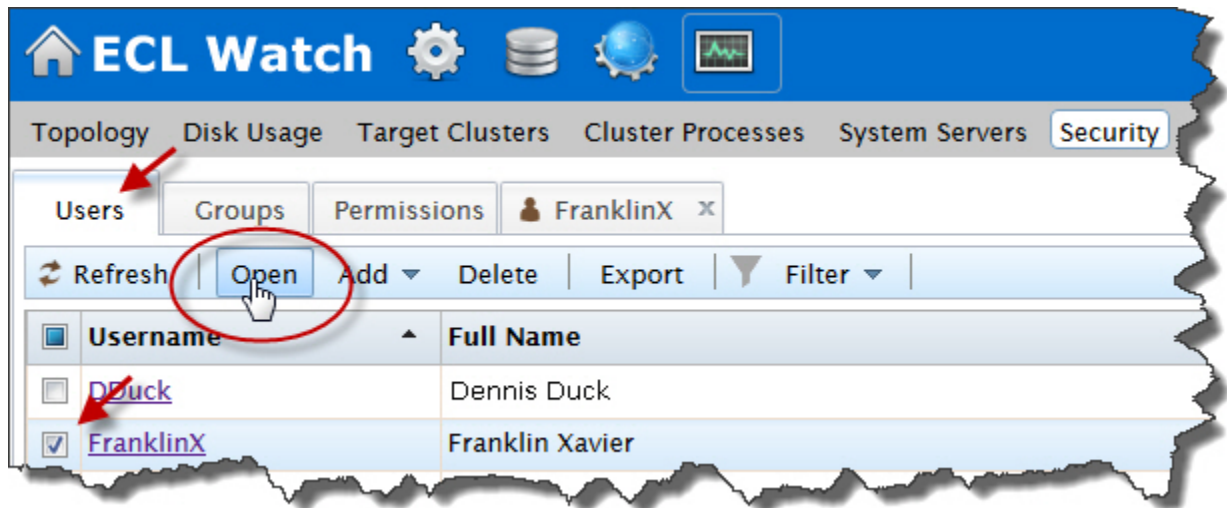 ECL Watch
Topology Disk Usage Target Clusters Cluster Processes System Servers Security
Users Groups Permissions FranklinX x
Refresh Open Add Delete Export Filter
Username Full Name
DDuck Dennis Duck
FranklinX Franklin Xavier